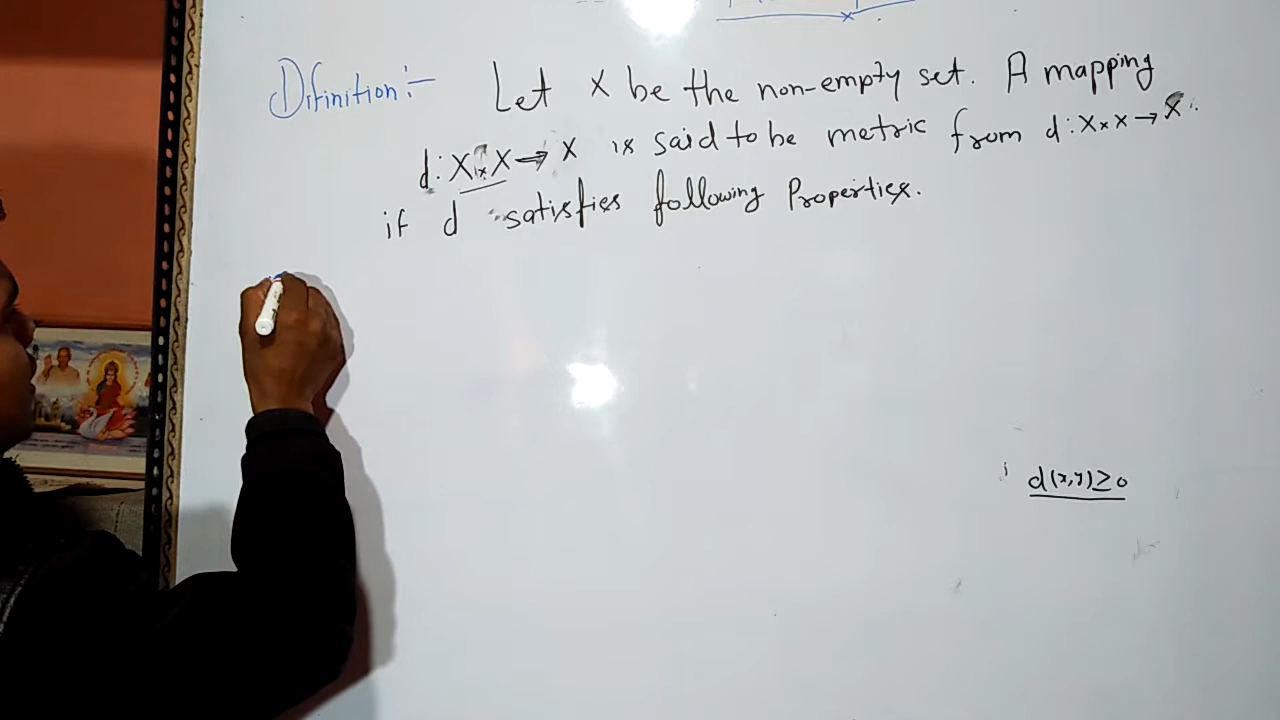 Difinition:- Let X be the non-empty set. A mapping
d: X x X → X is said to be metric from d: X x X → X.
if d satisfies following Properties.
i d(x,y) ≥ 0